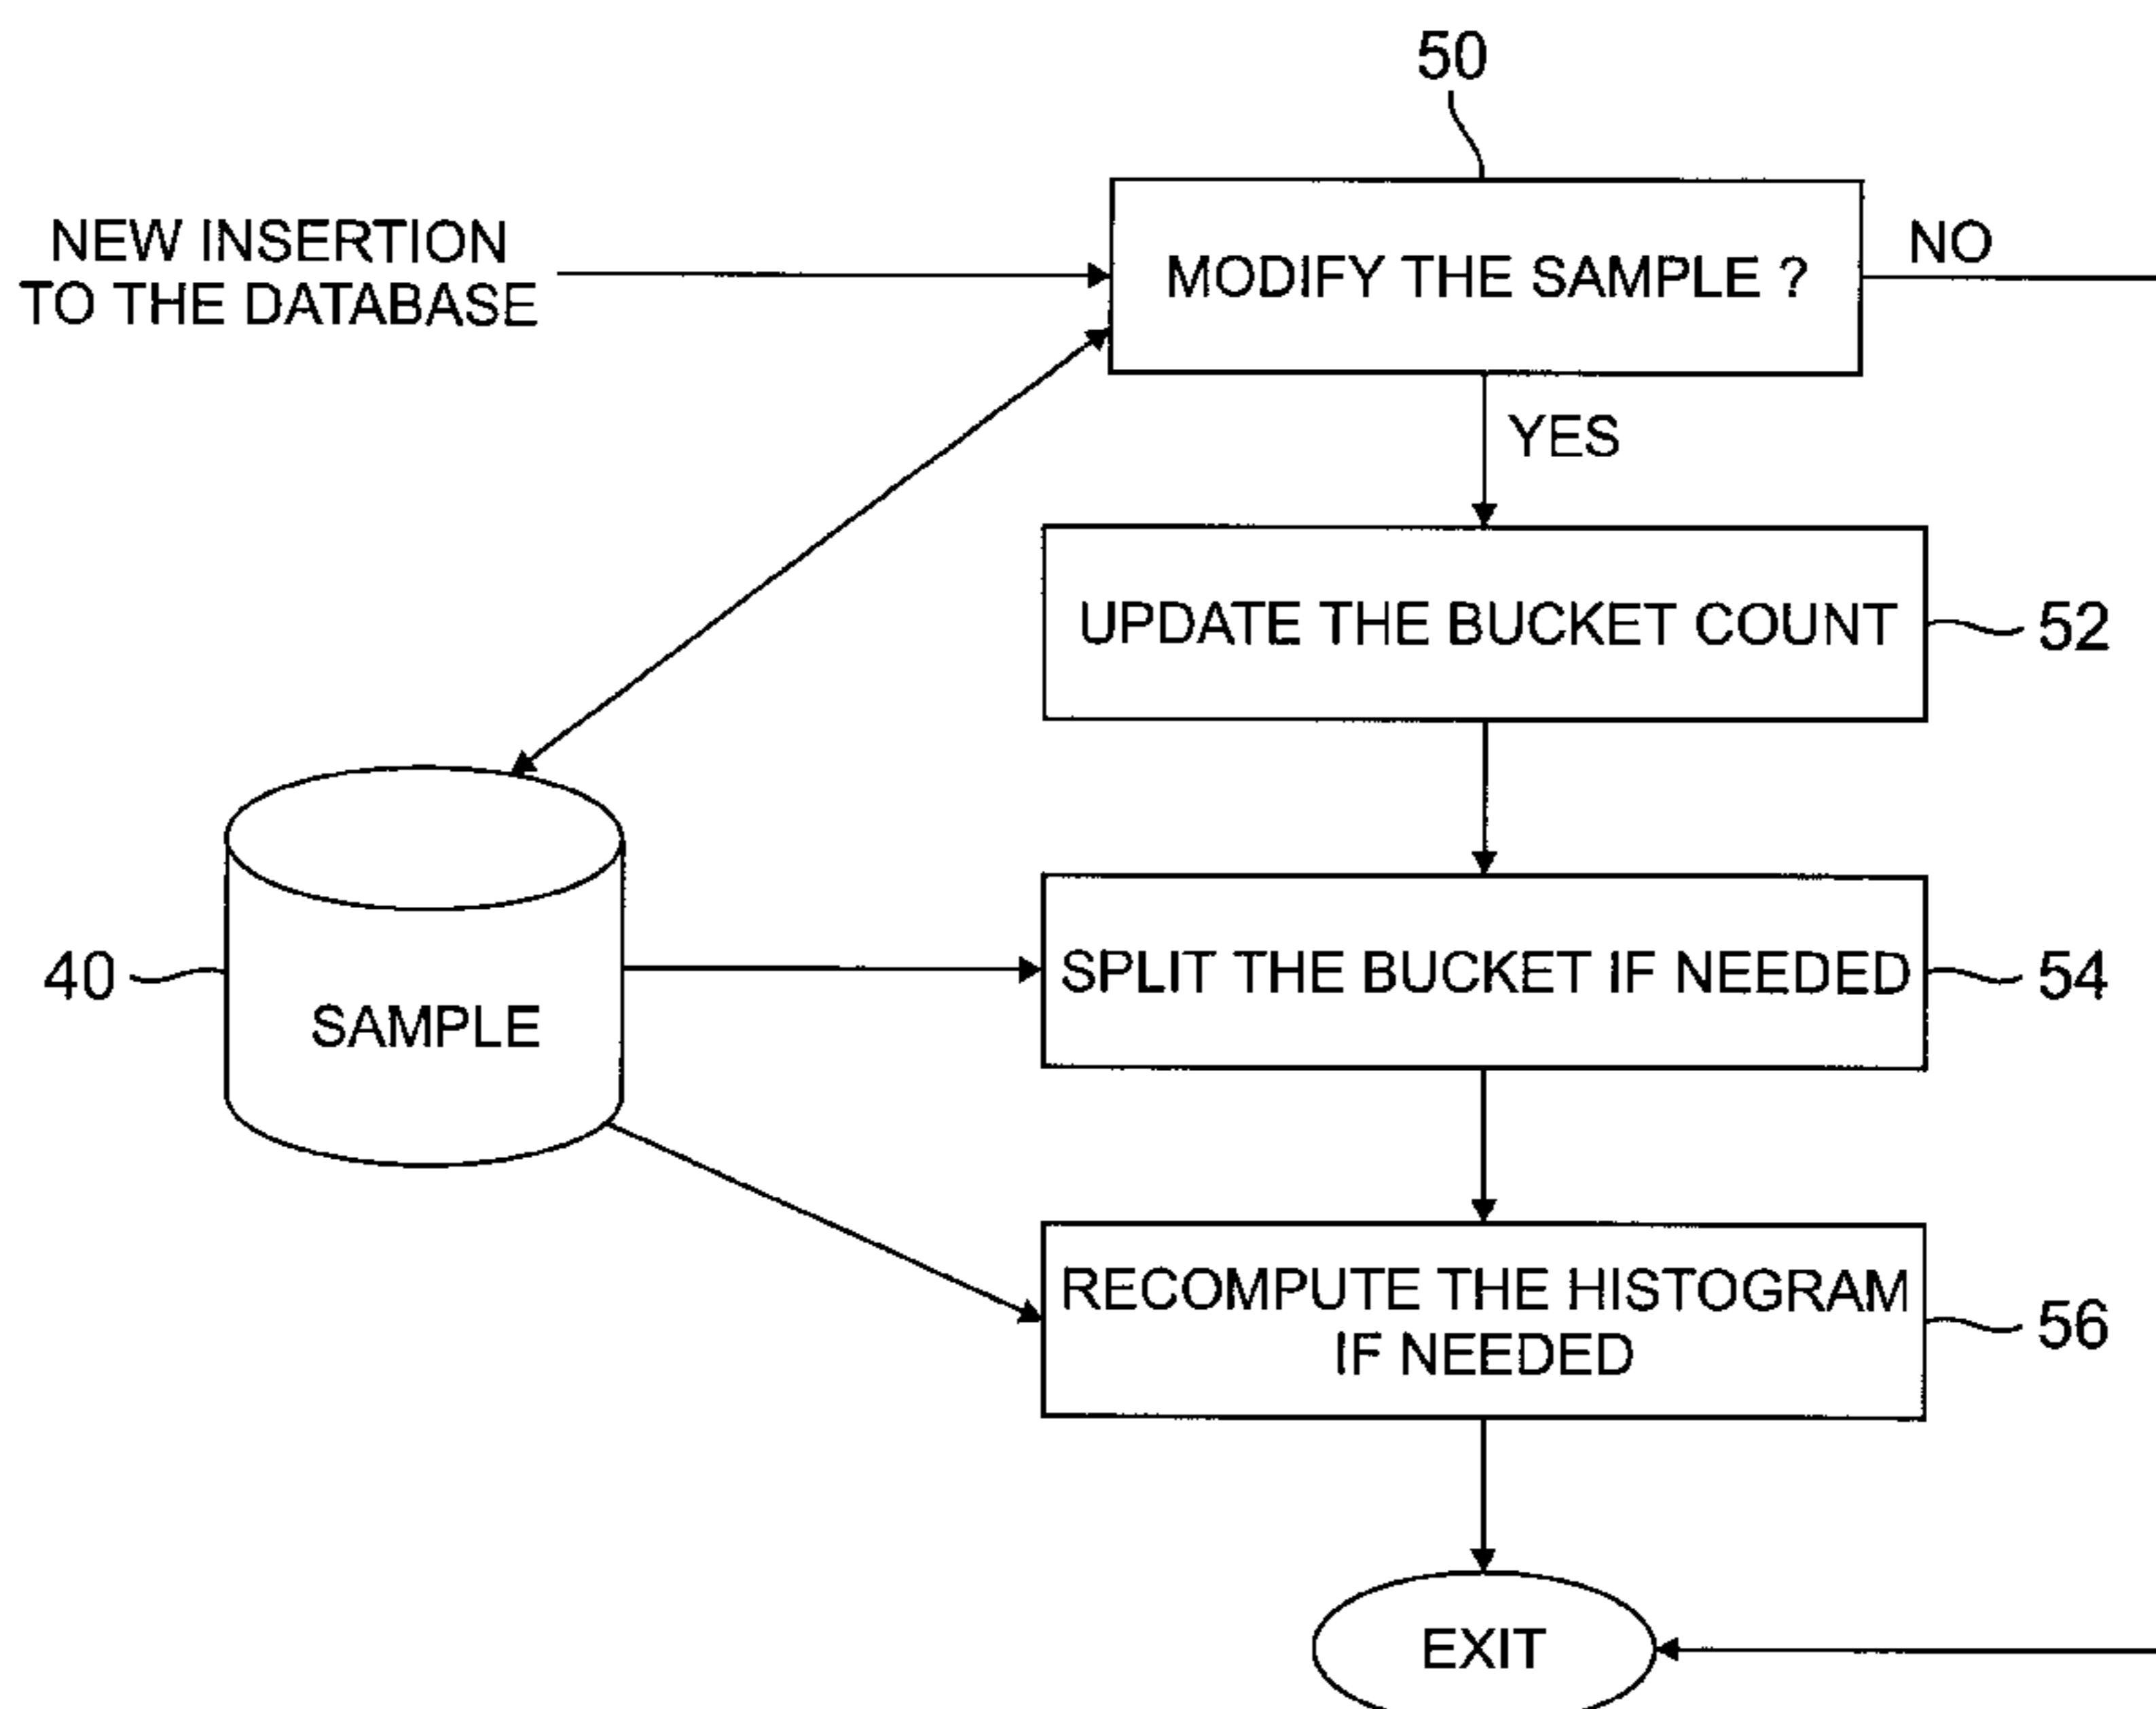 50
NEW INSERTION
TO THE DATABASE
MODIFY THE SAMPLE ?
NO
YES
UPDATE THE BUCKET COUNT
52
40
SAMPLE
SPLIT THE BUCKET IF NEEDED
54
RECOMPUTE THE HISTOGRAM
IF NEEDED
56
EXIT